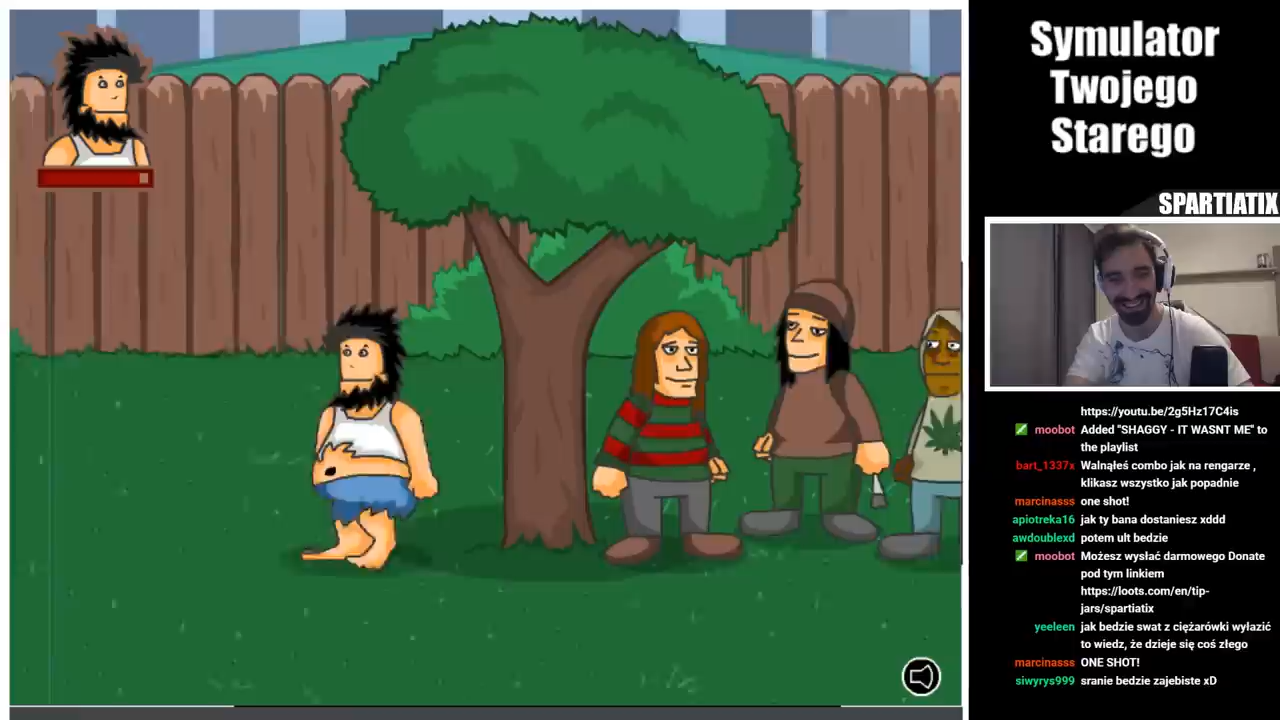 Symulator
Twojego
Starego
SPARTIATIX
https://youtu.be/2g5Hz17C4is
moobot Added "SHAGGY - IT WASNT ME" to
the playlist
bart_1337x Walnąłeś combo jak na rengarze ,
klikasz wszystko jak popadnie
marcinasss one shot!
apiotreka16 jak ty bana dostaniesz xddd
awdoublexd potem ult bedzie
moobot Możesz wysłać darmowego Donate
pod tym linkiem
https://loots.com/en/tip-
jars/spartiatix
yeeleen jak bedzie swat z ciężarówki wyłazić
to wiedz, że dzieje się coś złego
marcinasss ONE SHOT!
siwyrys999 sranie bedzie zajebiste xD